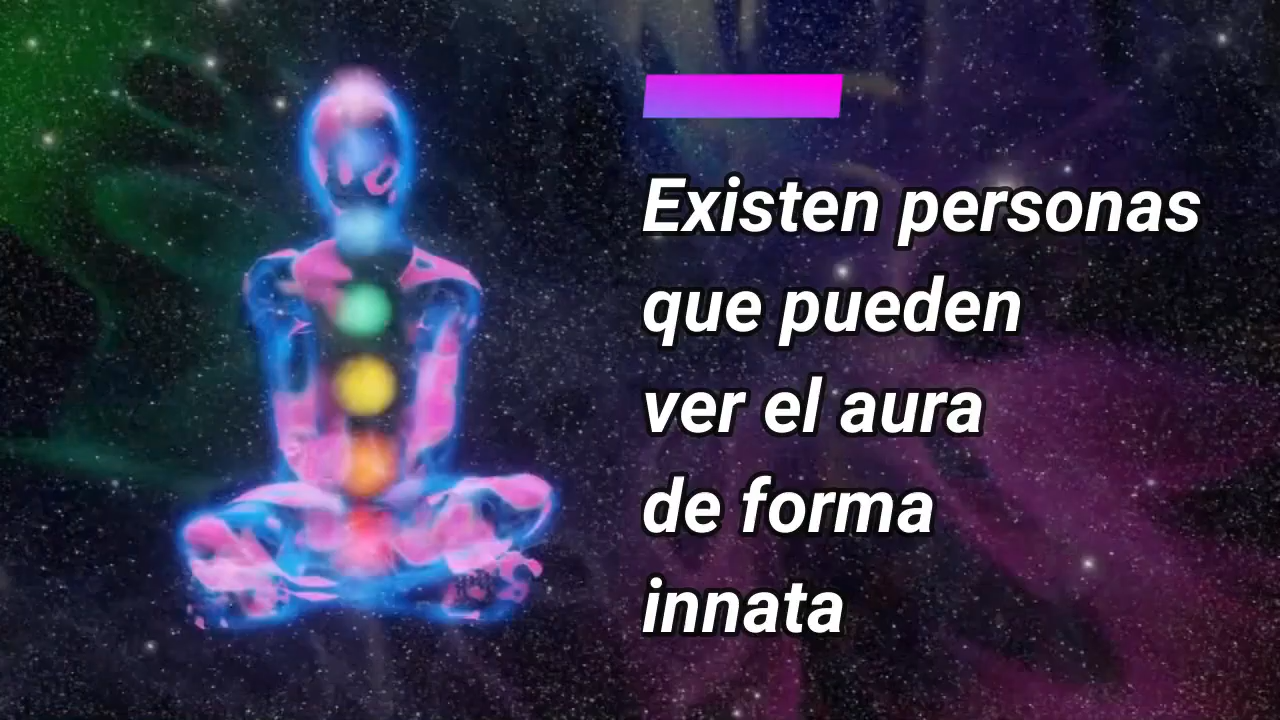 Existen personas
que pueden
ver el aura
de forma
innata